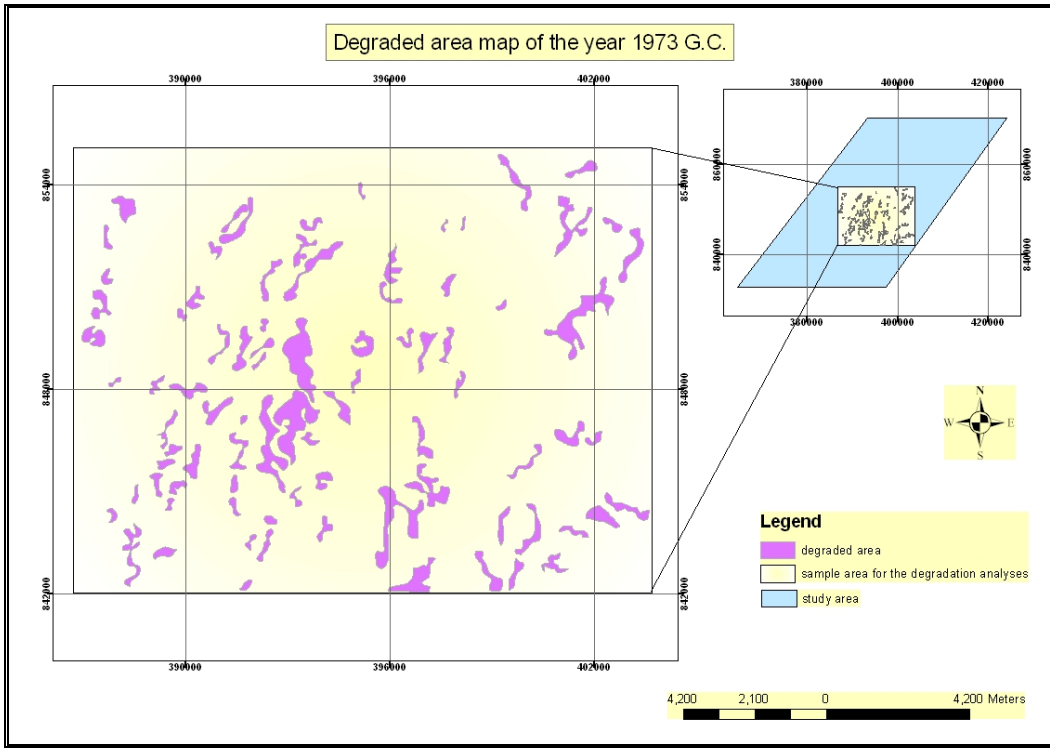 Degraded area map of the year 1973 G.C.
390000 396000 402000
380000 400000 420000
854000 854000
860000 860000
848000 848000
840000 840000
842000 842000
390000 396000 402000
380000 400000 420000
N
W E
S
Legend
degraded area
sample area for the degradation analyses
study area
4,200 2,100 0 4,200 Meters